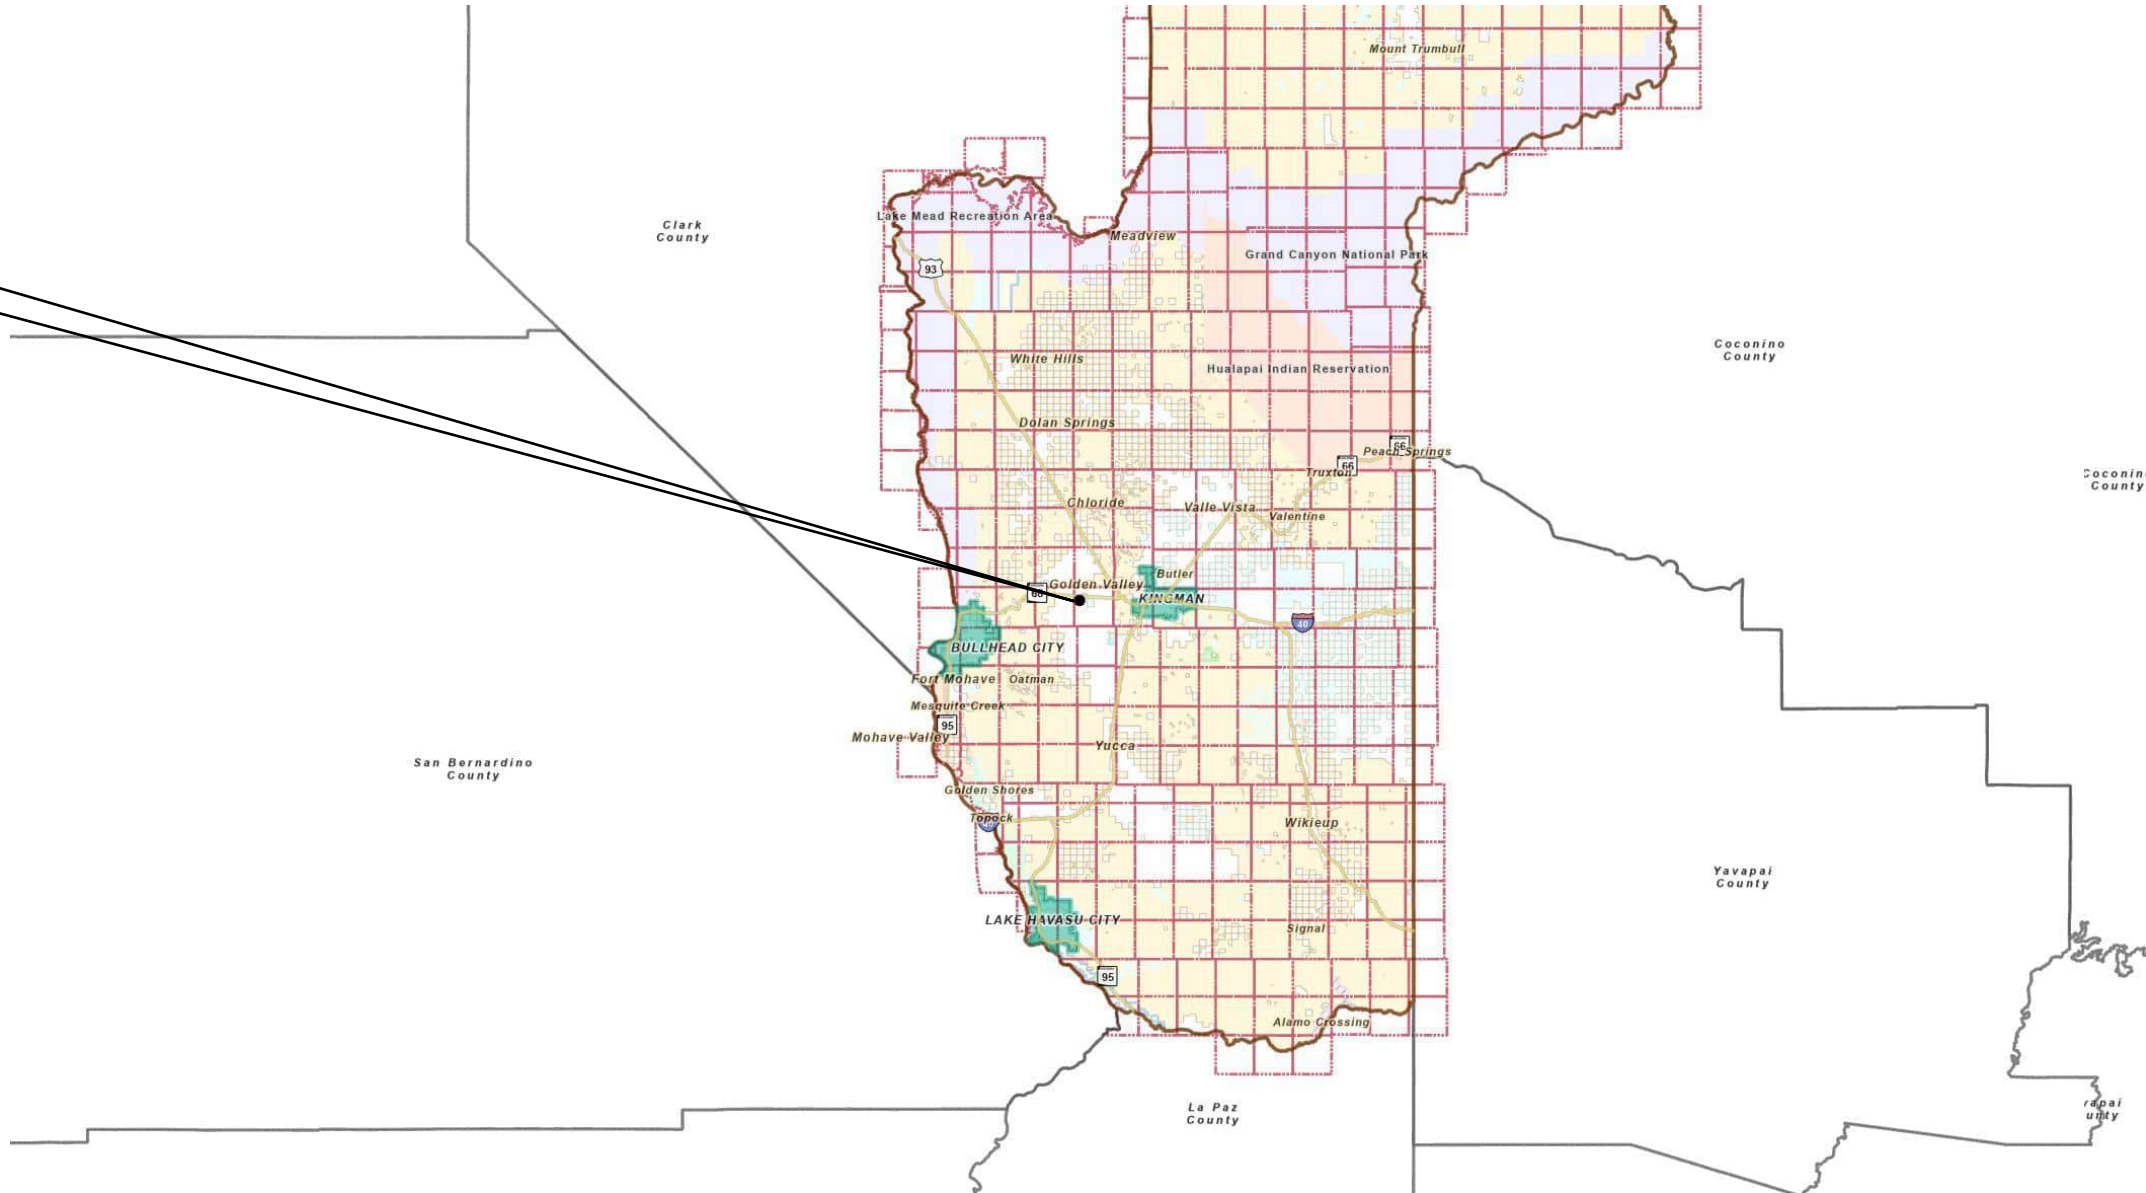 Mount Trumbull
Lake Mead Recreation Area
Clark
County
Meadview
Grand Canyon National Park
93
Coconino
County
White Hills
Hualapai Indian Reservation
Dolan Springs
66
Peach Springs
66
Truxton
County
Chloride
Valle Vista
Valentine
Butler
Golden Valley
68
KINGMAN
40
BULLHEAD CITY
Fort Mohave
Oatman
Mesquite Creek
95
Mohave Valley
Yucca
San Bernardino
County
Golden Shores
Topock
40
Wikieup
Yavapai
County
LAKE HAVASU CITY
Signal
95
Alamo Crossing
La Paz
County